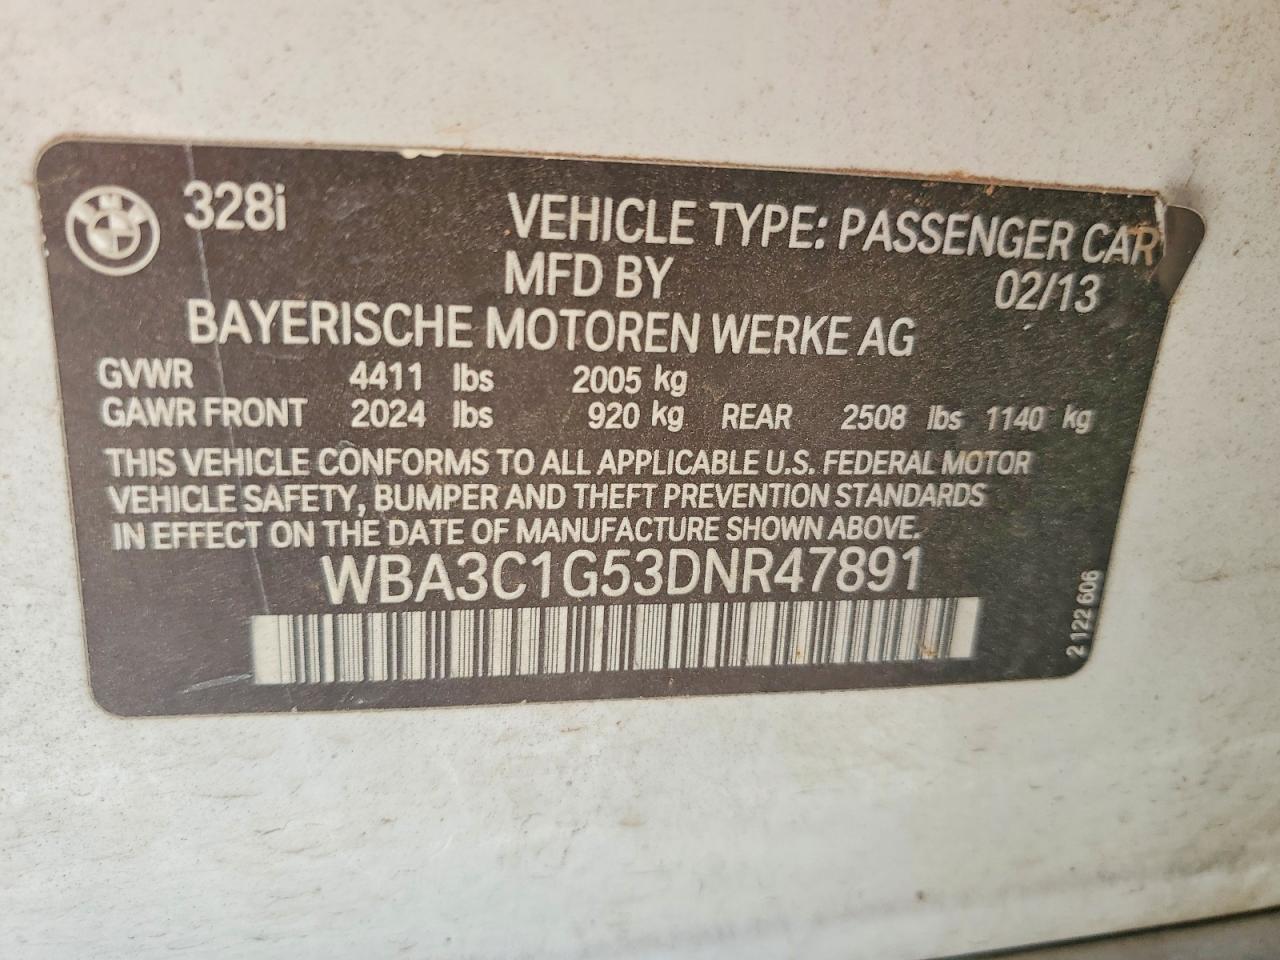 BMW
328i
VEHICLE TYPE: PASSENGER CAR
MFD BY 02/13
BAYERISCHE MOTOREN WERKE AG
GVWR 4411 lbs 2005 kg
GAWR FRONT 2024 lbs 920 kg REAR 2508 lbs 1140 kg
THIS VEHICLE CONFORMS TO ALL APPLICABLE U.S. FEDERAL MOTOR
VEHICLE SAFETY, BUMPER AND THEFT PREVENTION STANDARDS
IN EFFECT ON THE DATE OF MANUFACTURE SHOWN ABOVE.
WBA3C1G53DNR47891
2 122 606